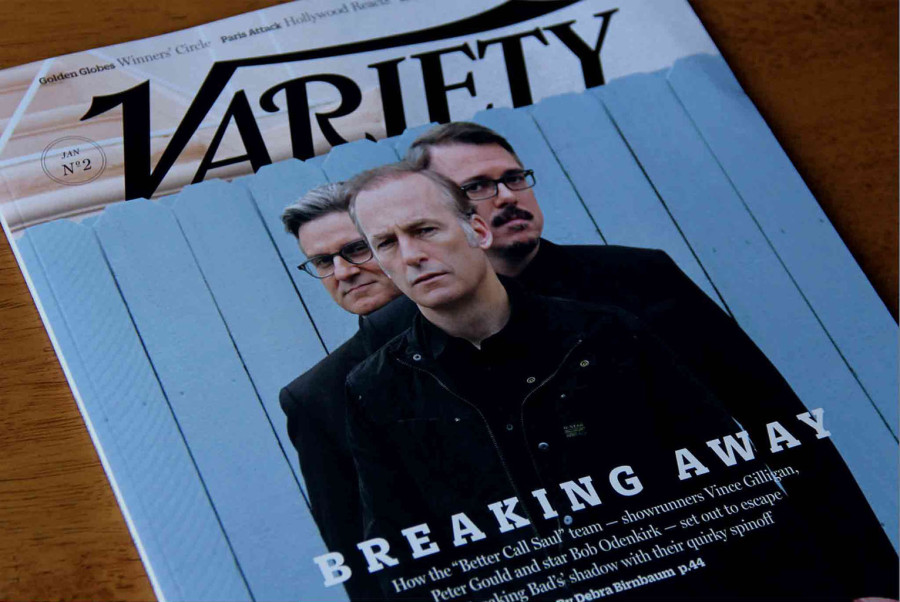 Golden Globes Winners' Circle Paris Attack Hollywood Reacts
VARIETY
JAN
Nº2
BREAKING AWAY
How the "Better Call Saul" team — showrunners Vince Gilligan,
Peter Gould and star Bob Odenkirk — set out to escape
Bad's' shadow with their quirky spinoff
By Debra Birnbaum p.44